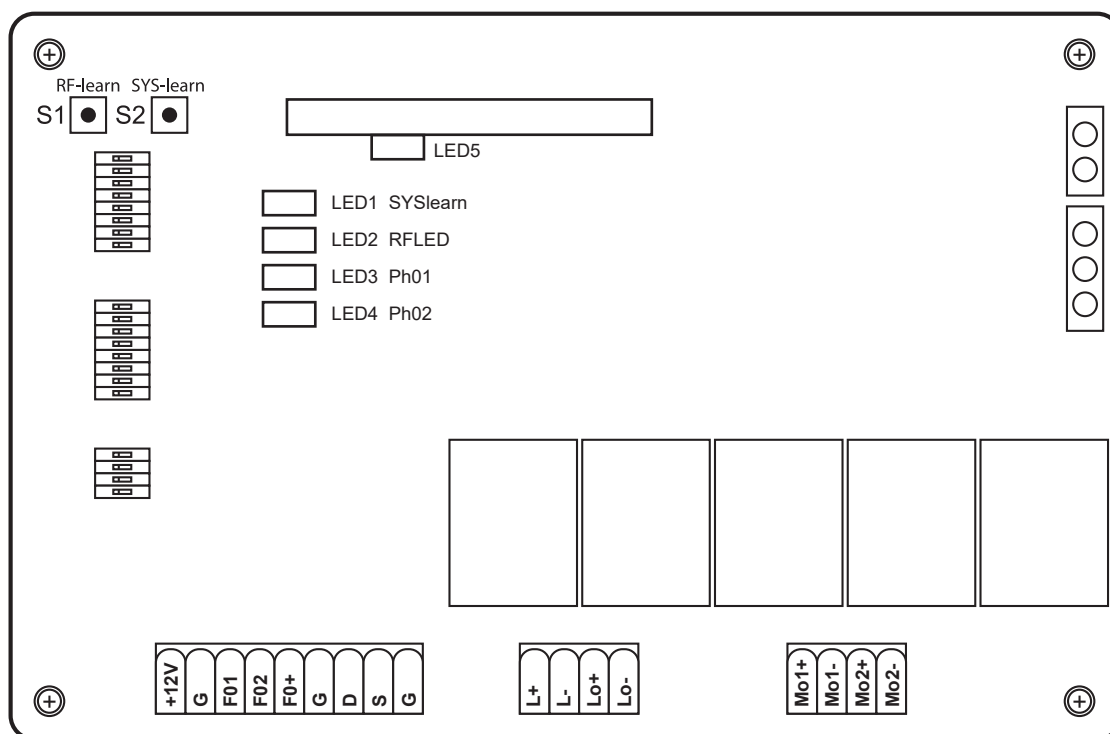 RF-learn SYS-learn
S1 S2
LED5
LED1 SYSlearn
LED2 RFLED
LED3 Ph01
LED4 Ph02
+12V G F01 F02 F0+ G D S G
L+ L- Lo+ Lo-
Mo1+ Mo1- Mo2+ Mo2-